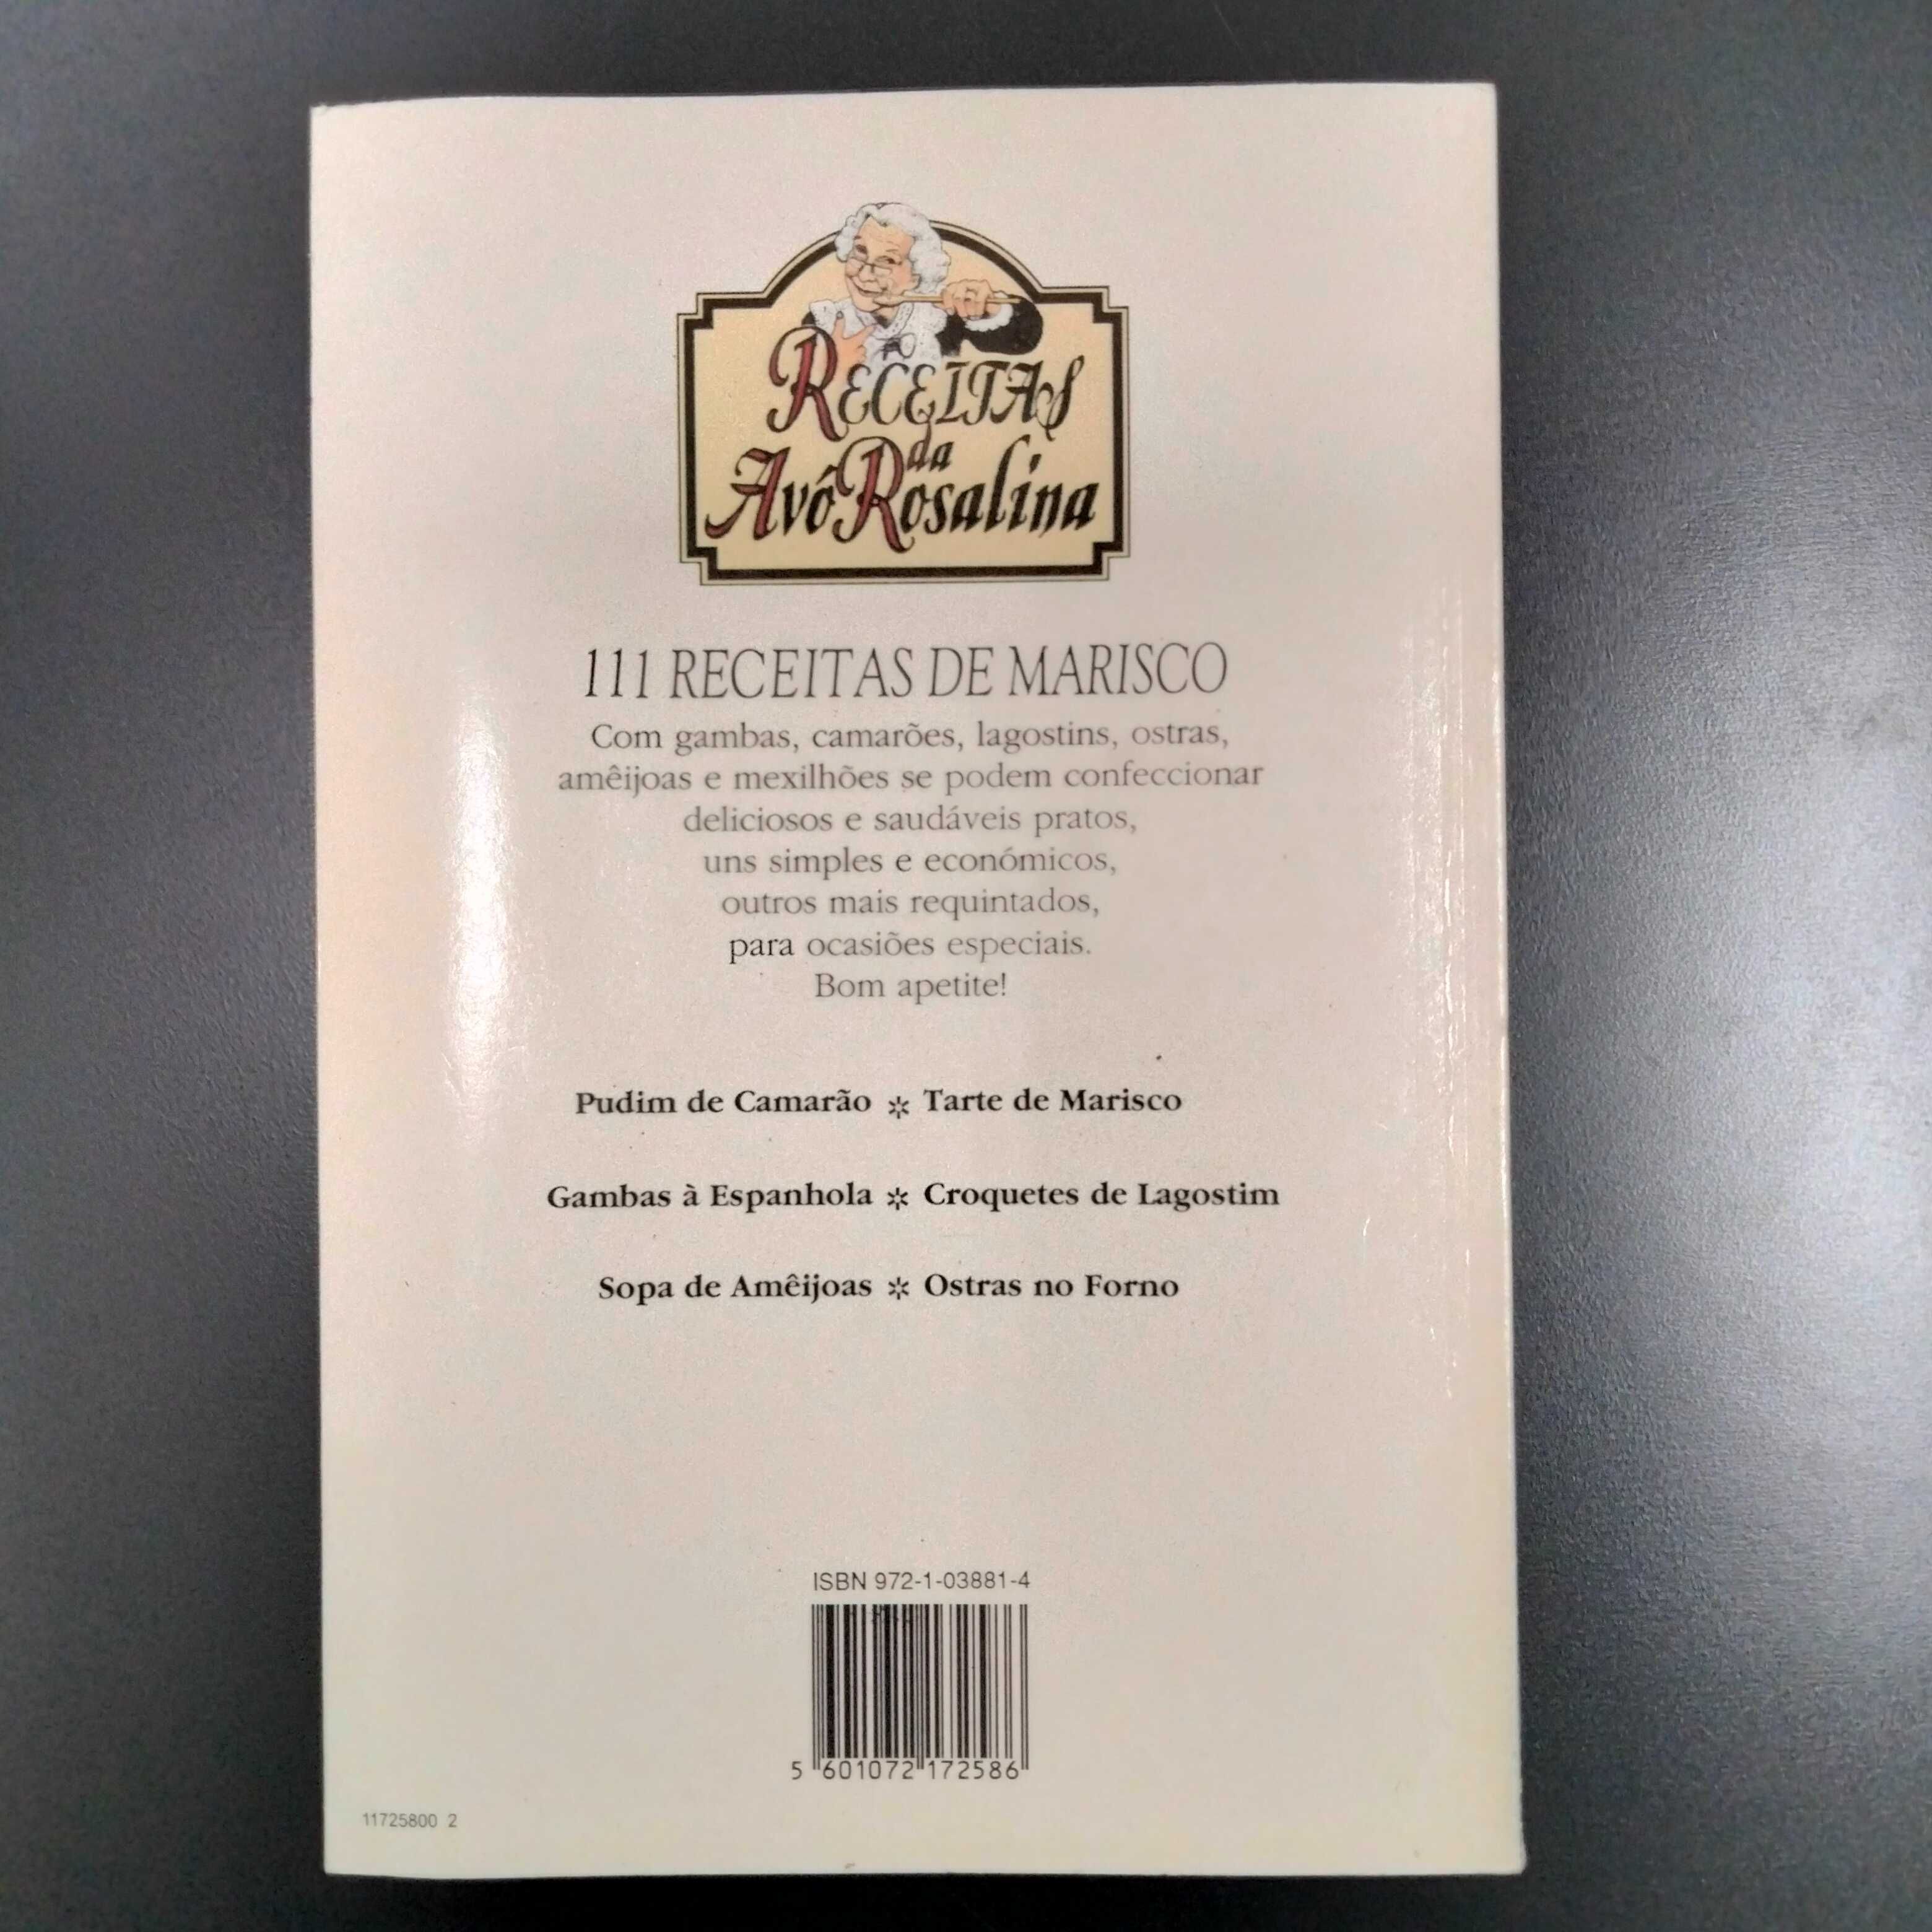 RECEITAS
da
Avó Rosalina
111 RECEITAS DE MARISCO
Com gambas, camarões, lagostins, ostras,
amêijoas e mexilhões se podem confeccionar
deliciosos e saudáveis pratos,
uns simples e económicos,
outros mais requintados,
para ocasiões especiais.
Bom apetite!
Pudim de Camarão ✲ Tarte de Marisco
Gambas à Espanhola ✲ Croquetes de Lagostim
Sopa de Amêijoas ✲ Ostras no Forno
ISBN 972-1-03881-4
5 601072 172586
11725800 2